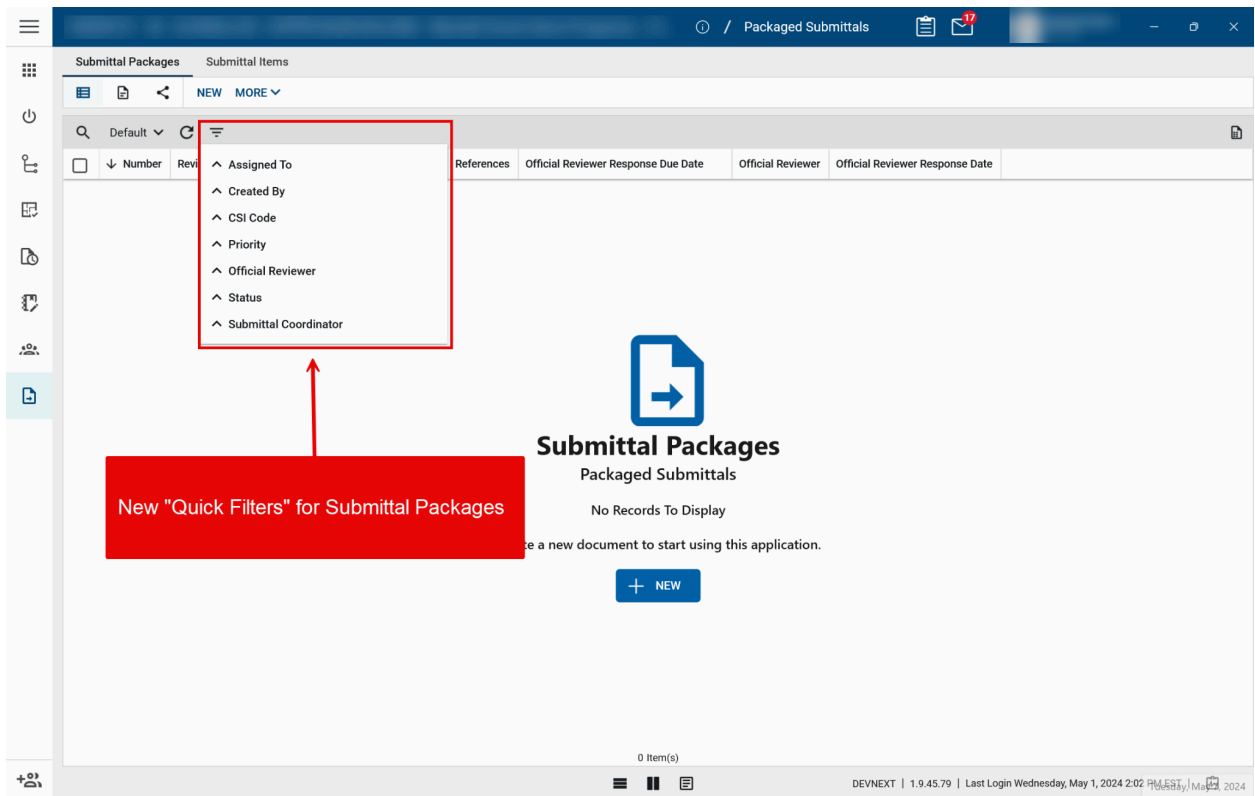 / Packaged Submittals
17
Submittal Packages Submittal Items
NEW MORE
Default
Number Revi References Official Reviewer Response Due Date Official Reviewer Official Reviewer Response Date
Assigned To
Created By
CSI Code
Priority
Official Reviewer
Status
Submittal Coordinator
Submittal Packages
Packaged Submittals
New "Quick Filters" for Submittal Packages
No Records To Display
te a new document to start using this application.
+ NEW
0 Item(s)
DEVNEXT | 1.9.45.79 | Last Login Wednesday, May 1, 2024 2:02 PM EST
2024